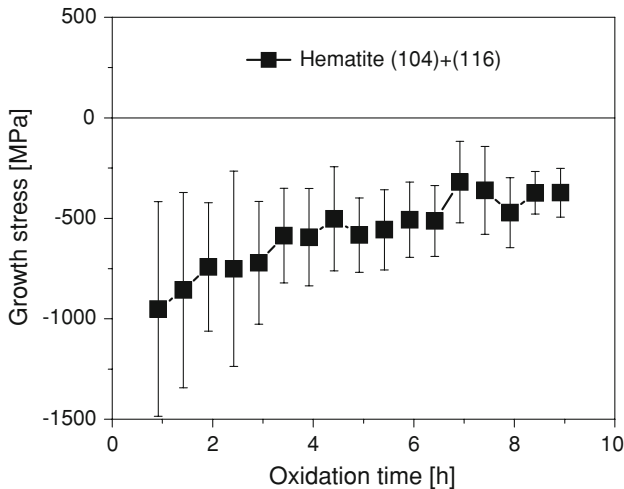 500
Hematite (104)+(116)
0
-500
-1000
-1500
Growth stress [MPa]
0 2 4 6 8 10
Oxidation time [h]